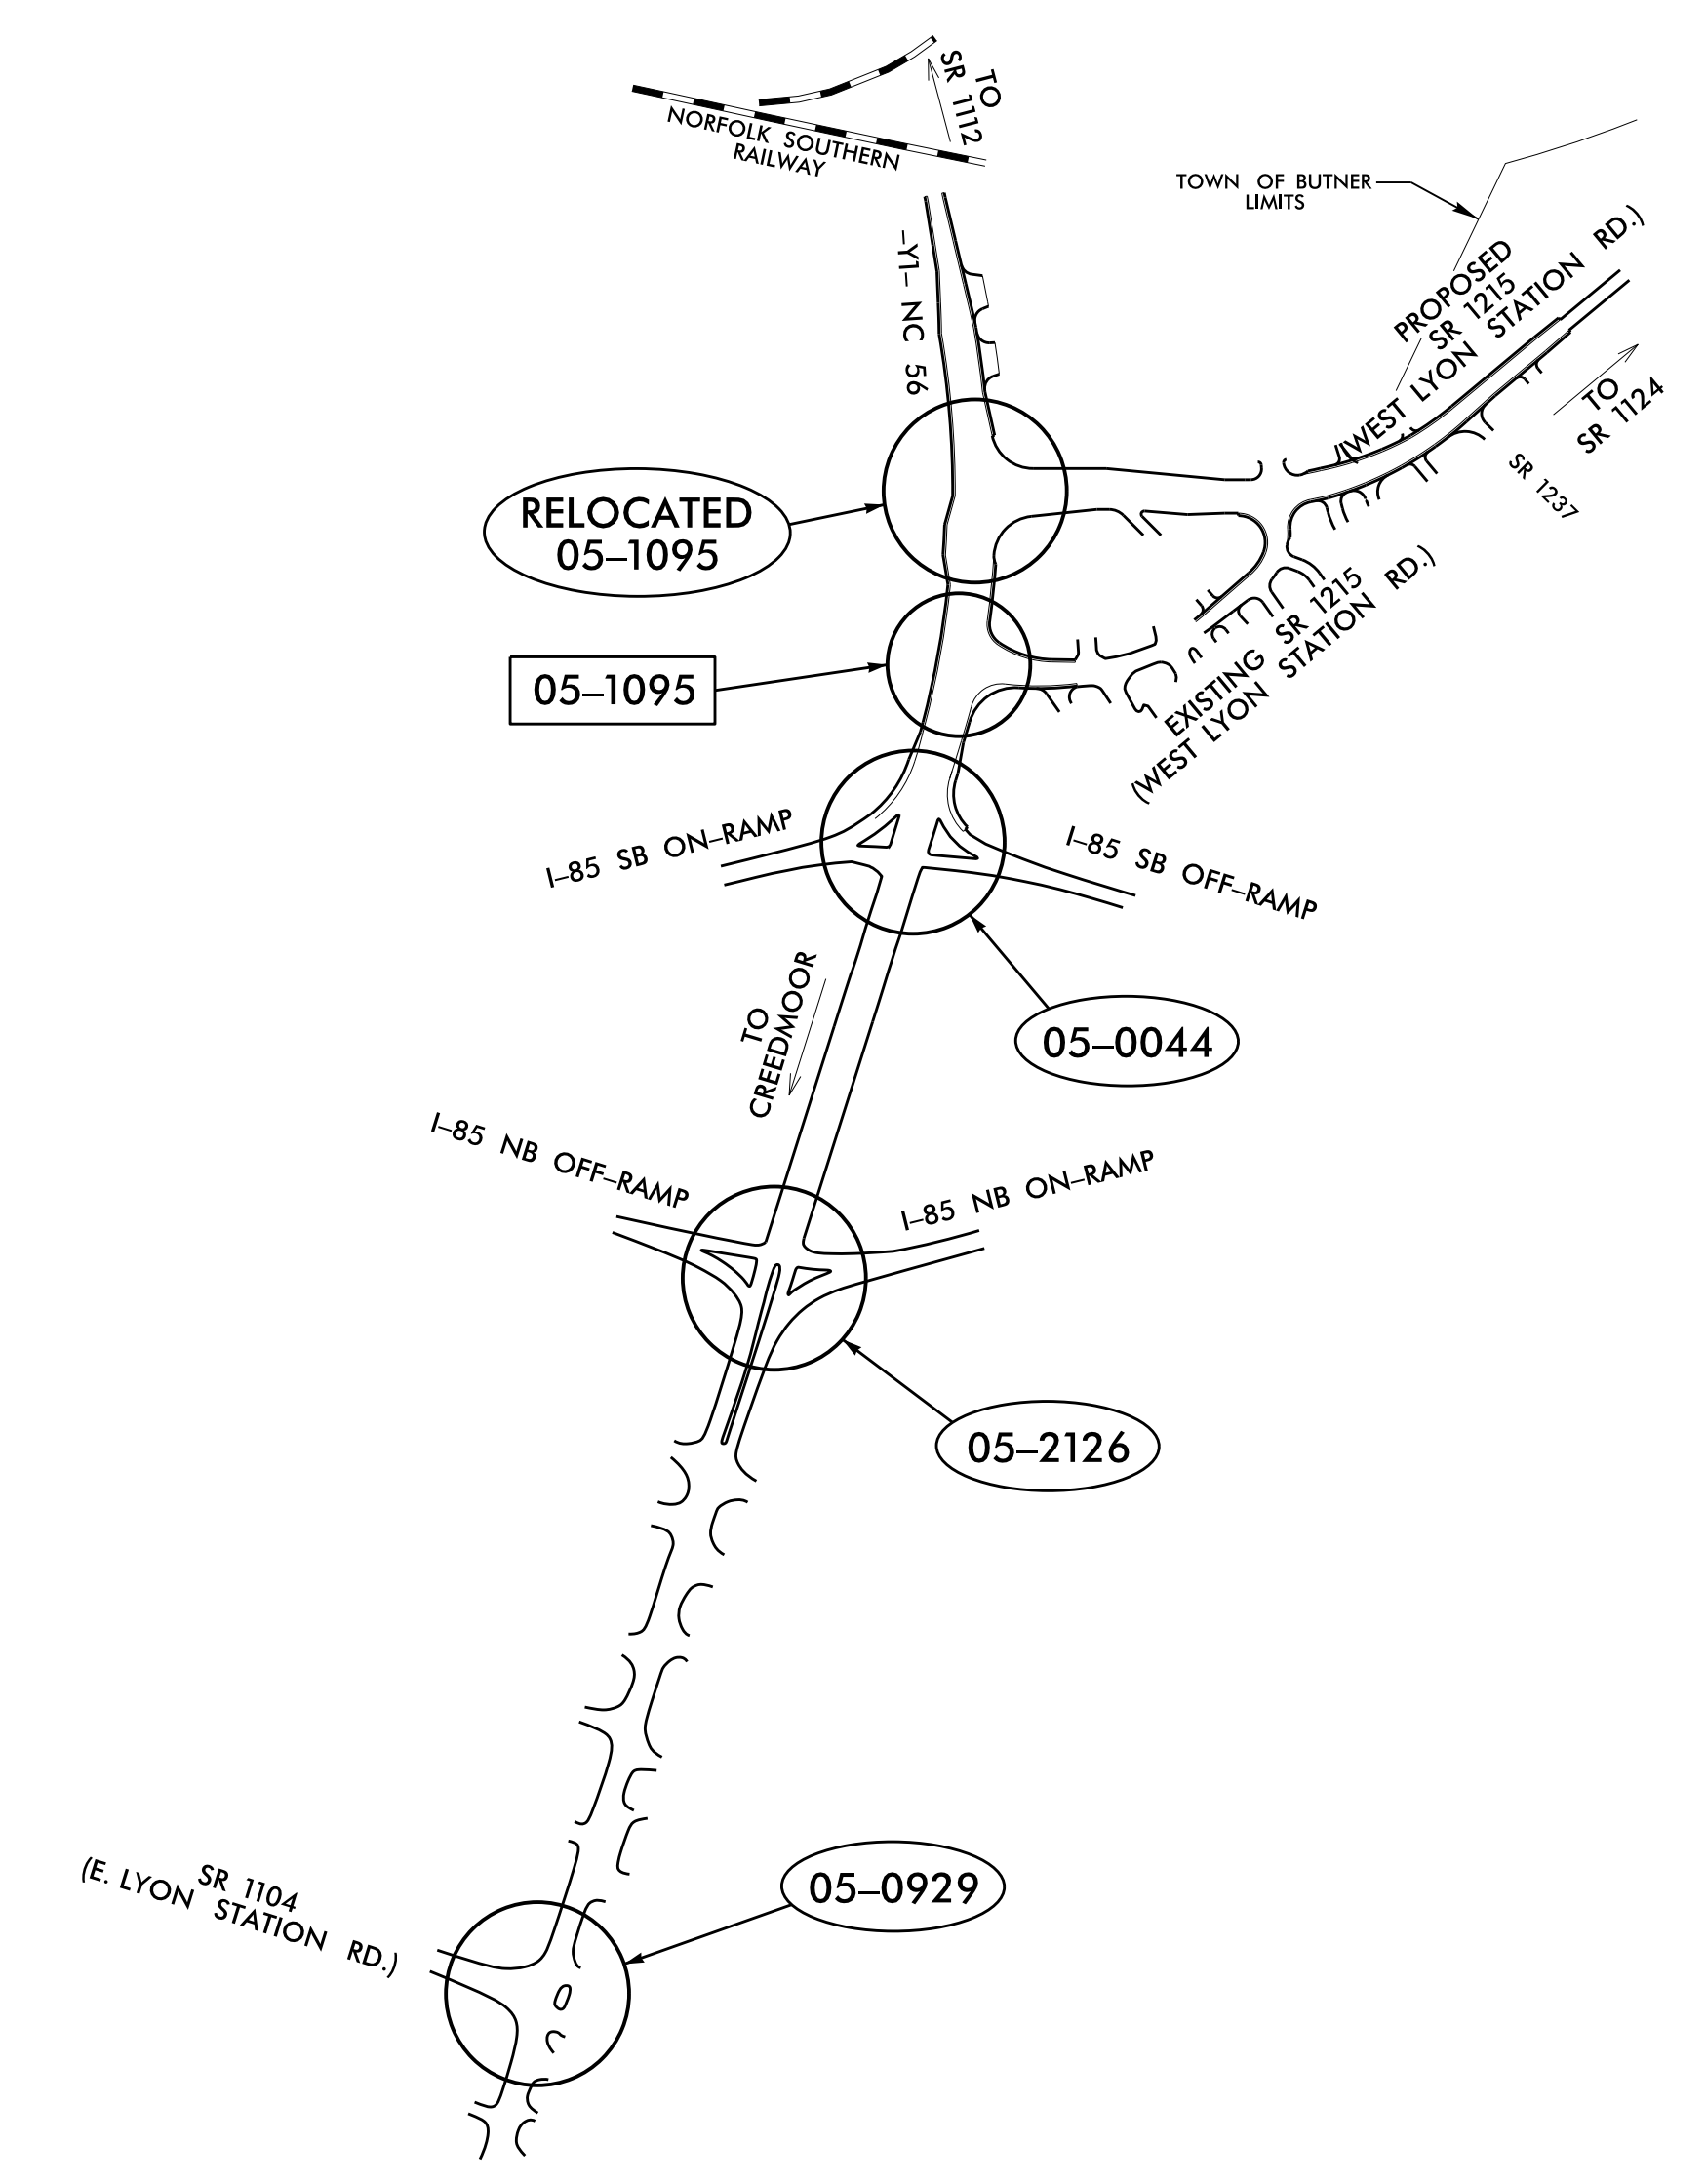 TO
SR 1112
NORFOLK SOUTHERN
RAILWAY
TOWN OF BUTNER
LIMITS
-Y1- NC 56
PROPOSED
SR 1215
(WEST LYON STATION RD.)
TO
SR 1124
SR 1237
RELOCATED
05-1095
EXISTING SR 1215
(WEST LYON STATION RD.)
05-1095
I-85 SB ON-RAMP
I-85 SB OFF-RAMP
TO
CREEDMOOR
05-0044
I-85 NB OFF-RAMP
I-85 NB ON-RAMP
05-2126
05-0929
SR 1104
(E. LYON STATION RD.)